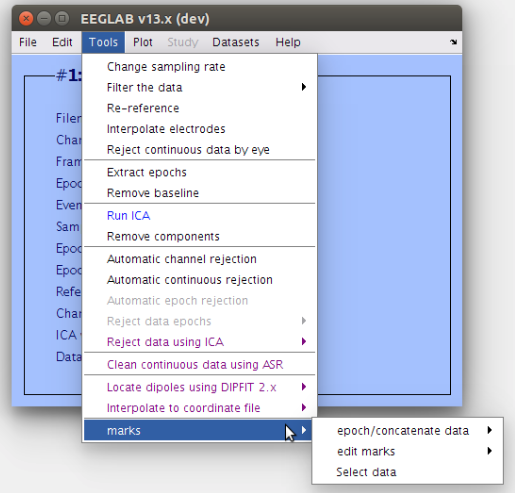 EEGLAB v13.x (dev)
File Edit Tools Plot Study Datasets Help
#1:
Change sampling rate
Filter the data
Re-reference
Interpolate electrodes
Reject continuous data by eye
Extract epochs
Remove baseline
Run ICA
Remove components
Automatic channel rejection
Automatic continuous rejection
Automatic epoch rejection
Reject data epochs
Reject data using ICA
Clean continuous data using ASR
Locate dipoles using DIPFIT 2.x
Interpolate to coordinate file
marks
epoch/concatenate data
edit marks
Select data
Filer
Char
Fram
Epoc
Even
Sam
Epoc
Epoc
Refe
Char
ICA
Data